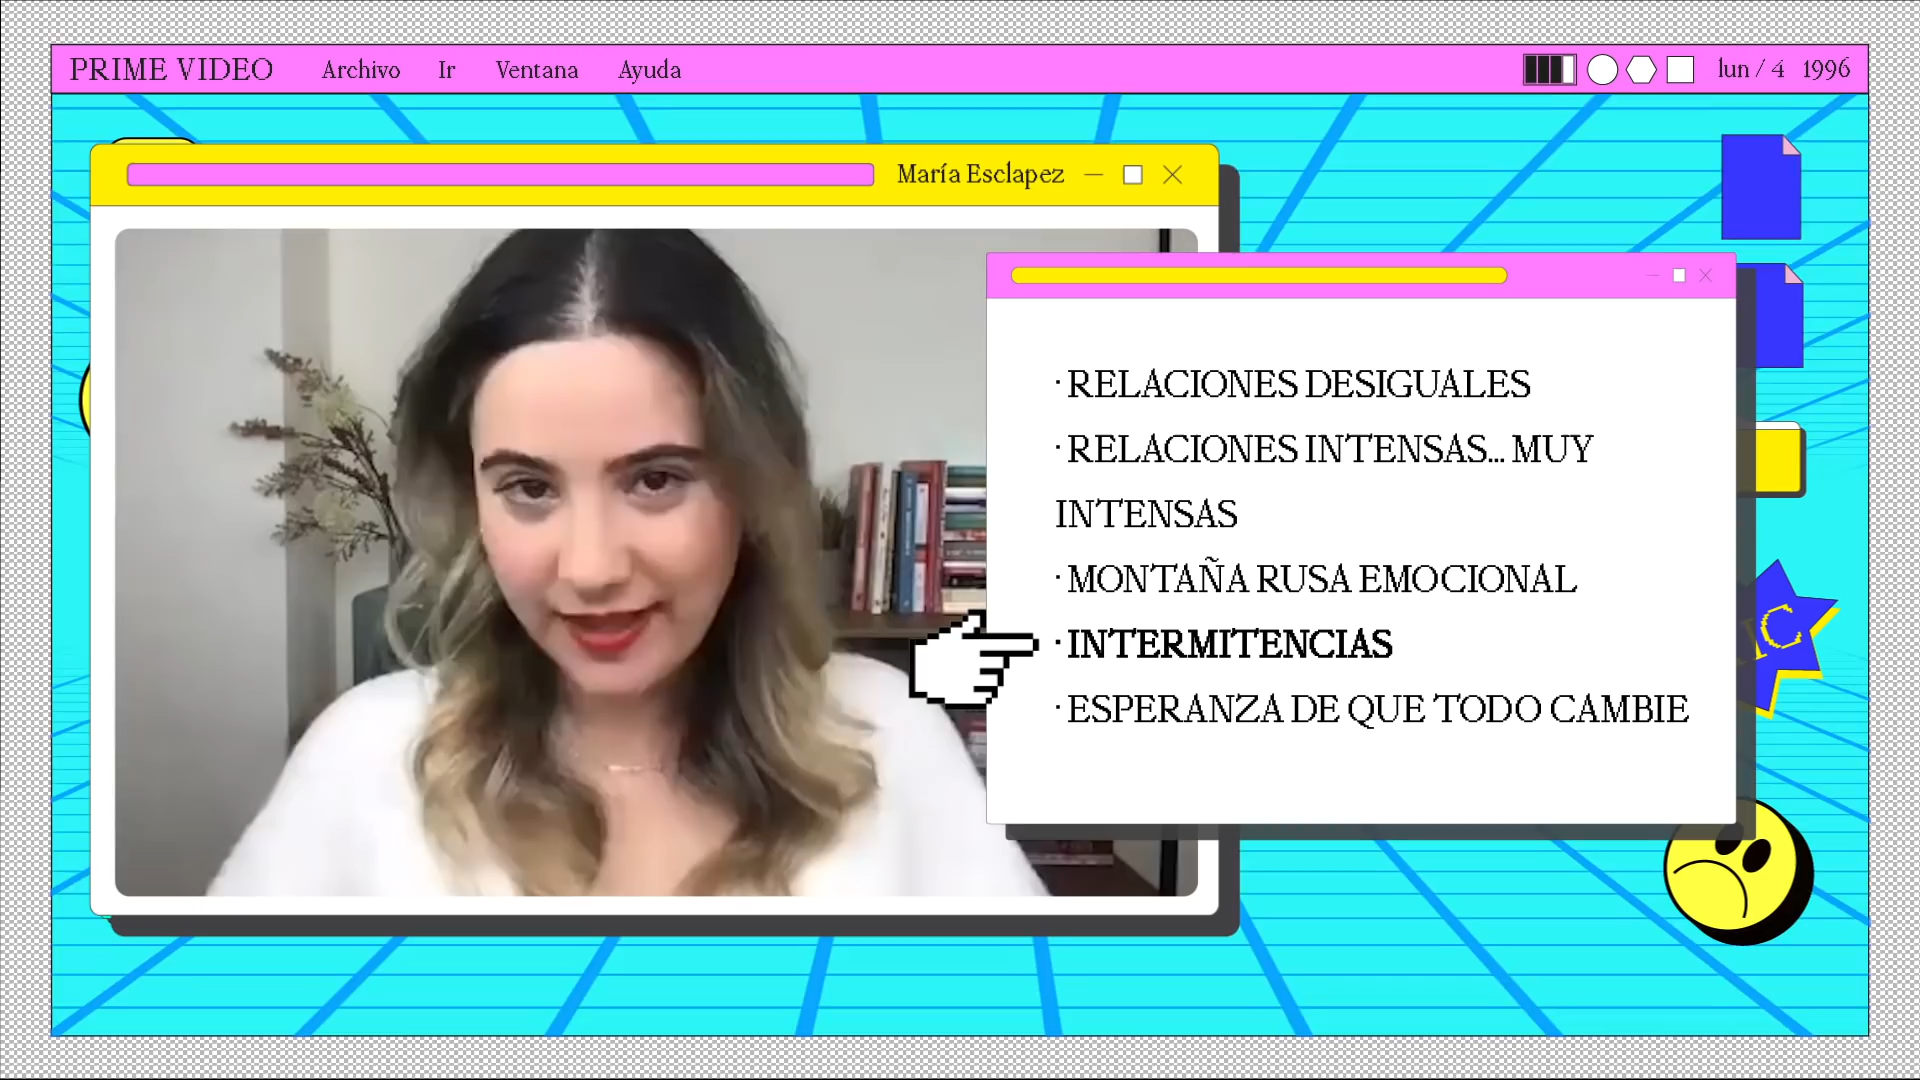 PRIME VIDEO Archivo Ir Ventana Ayuda lun / 4 1996
María Esclapez
· RELACIONES DESIGUALES
· RELACIONES INTENSAS... MUY
INTENSAS
· MONTAÑA RUSA EMOCIONAL
· INTERMITENCIAS
· ESPERANZA DE QUE TODO CAMBIE